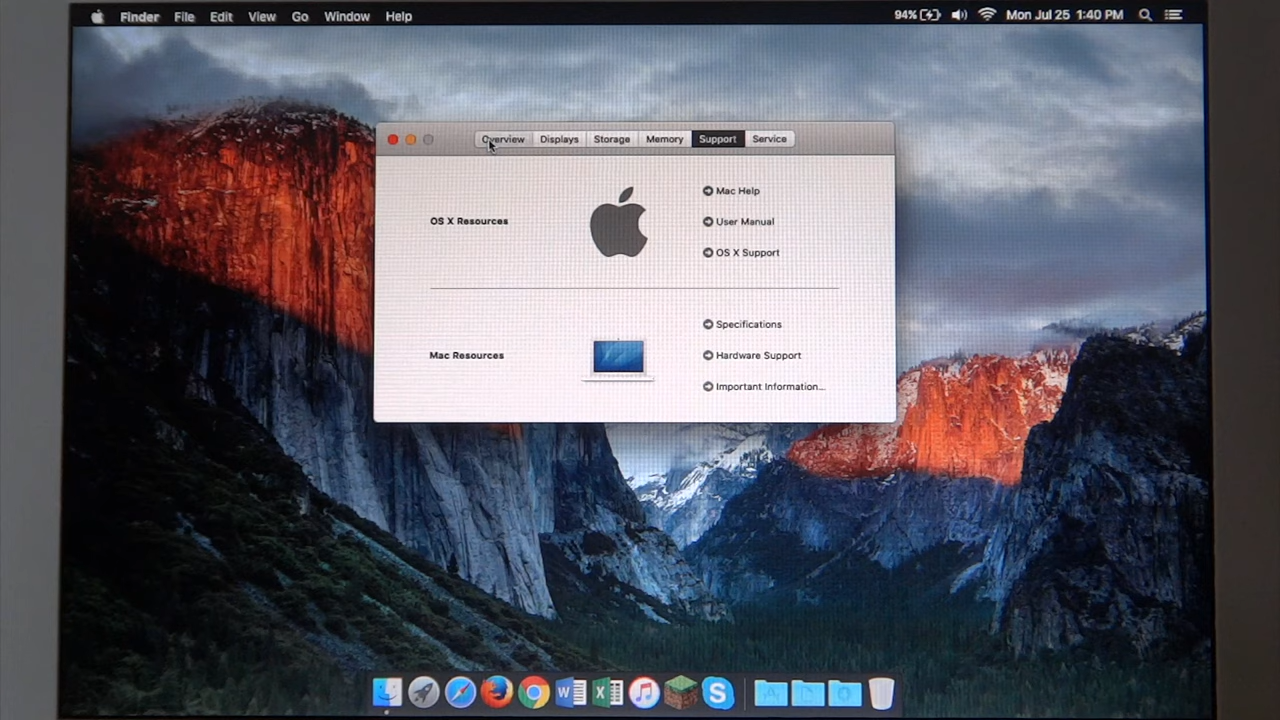 Finder File Edit View Go Window Help 94% Mon Jul 25 1:40 PM
Overview Displays Storage Memory Support Service
OS X Resources
Mac Help
User Manual
OS X Support
Mac Resources
Specifications
Hardware Support
Important Information...